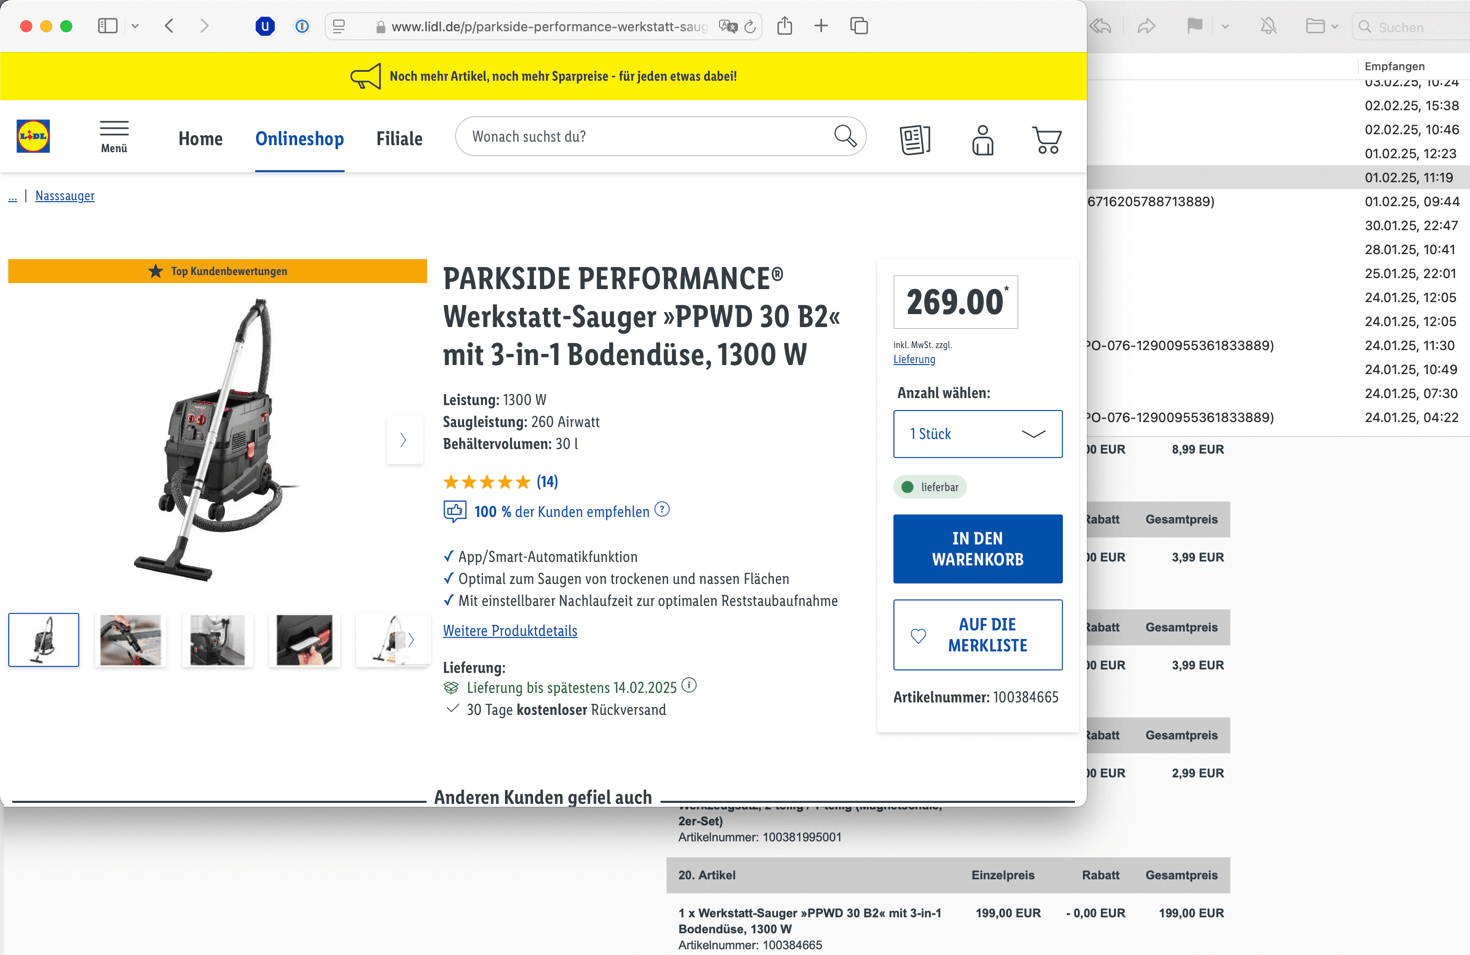 www.lidl.de/p/parkside-performance-werkstatt-saug
Suchen
Noch mehr Artikel, noch mehr Sparpreise - für jeden etwas dabei!
LIDL
Menü
Home
Onlineshop
Filiale
Wonach suchst du?
... | Nasssauger
Top Kundenbewertungen
PARKSIDE PERFORMANCE®
Werkstatt-Sauger »PPWD 30 B2«
mit 3-in-1 Bodendüse, 1300 W
Leistung: 1300 W
Saugleistung: 260 Airwatt
Behältervolumen: 30 l
(14)
100 % der Kunden empfehlen
✓ App/Smart-Automatikfunktion
✓ Optimal zum Saugen von trockenen und nassen Flächen
✓ Mit einstellbarer Nachlaufzeit zur optimalen Reststaubaufnahme
Weitere Produktdetails
Lieferung:
Lieferung bis spätestens 14.02.2025
30 Tage kostenloser Rückversand
269.00*
inkl. MwSt. zzgl.
Lieferung
Anzahl wählen:
1 Stück
lieferbar
IN DEN
WARENKORB
AUF DIE
MERKLISTE
Artikelnummer: 100384665
Anderen Kunden gefiel auch
Empfangen
03.02.25, 10:24
02.02.25, 15:38
02.02.25, 10:46
01.02.25, 12:23
01.02.25, 11:19
6716205788713889) 01.02.25, 09:44
30.01.25, 22:47
28.01.25, 10:41
25.01.25, 22:01
24.01.25, 12:05
24.01.25, 12:05
PO-076-12900955361833889) 24.01.25, 11:30
24.01.25, 10:49
24.01.25, 07:30
PO-076-12900955361833889) 24.01.25, 04:22
00 EUR 8,99 EUR
Rabatt Gesamtpreis
00 EUR 3,99 EUR
Rabatt Gesamtpreis
00 EUR 3,99 EUR
Rabatt Gesamtpreis
00 EUR 2,99 EUR
Werkzeugsatz, 2-teilig / 1-teilig (Magnetschale,
2er-Set)
Artikelnummer: 100381995001
20. Artikel Einzelpreis Rabatt Gesamtpreis
1 x Werkstatt-Sauger »PPWD 30 B2« mit 3-in-1 199,00 EUR - 0,00 EUR 199,00 EUR
Bodendüse, 1300 W
Artikelnummer: 100384665